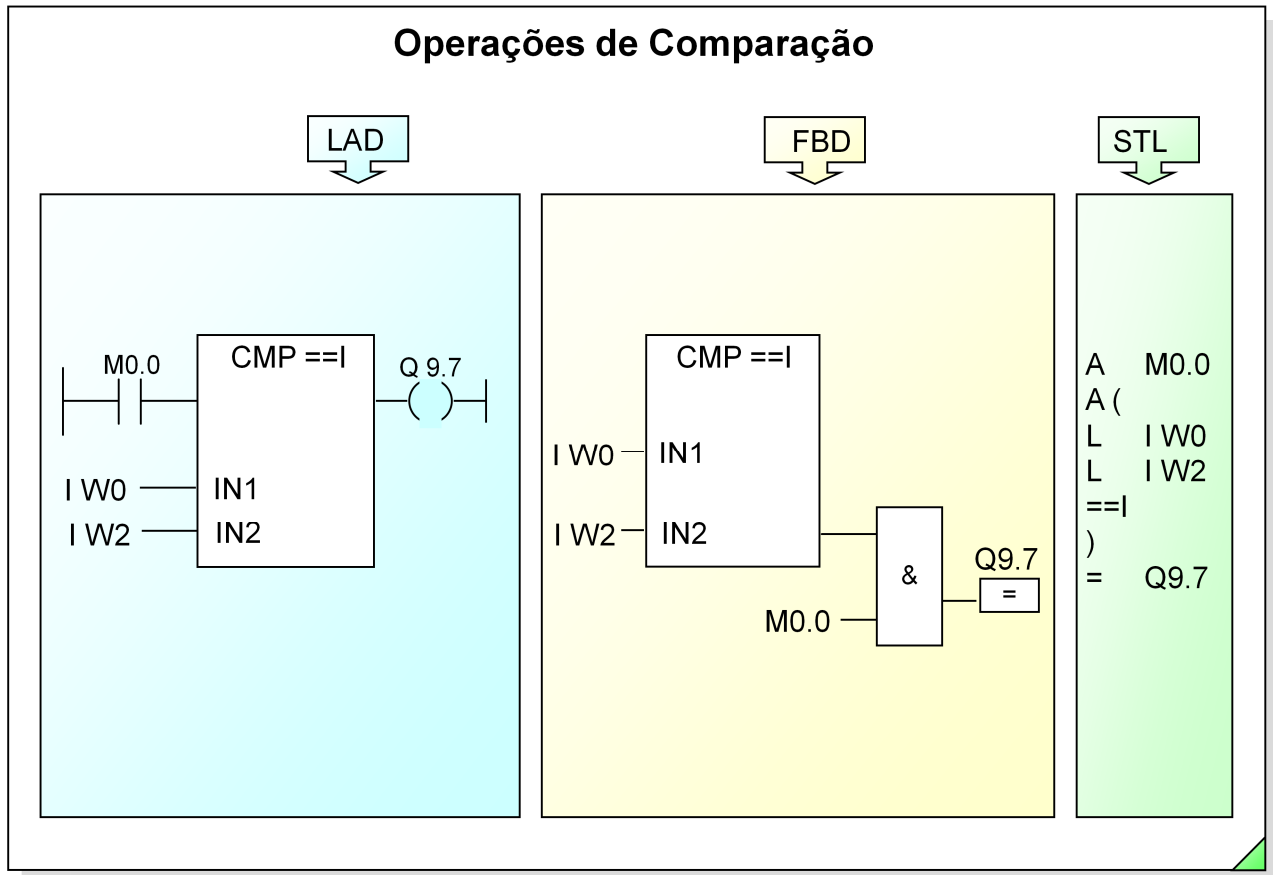 Operações de Comparação
LAD
M0.0
CMP ==I
Q 9.7
I W0
IN1
I W2
IN2
FBD
CMP ==I
I W0
IN1
I W2
IN2
&
M0.0
Q9.7
=
STL
A M0.0
A (
L I W0
L I W2
==I
)
= Q9.7